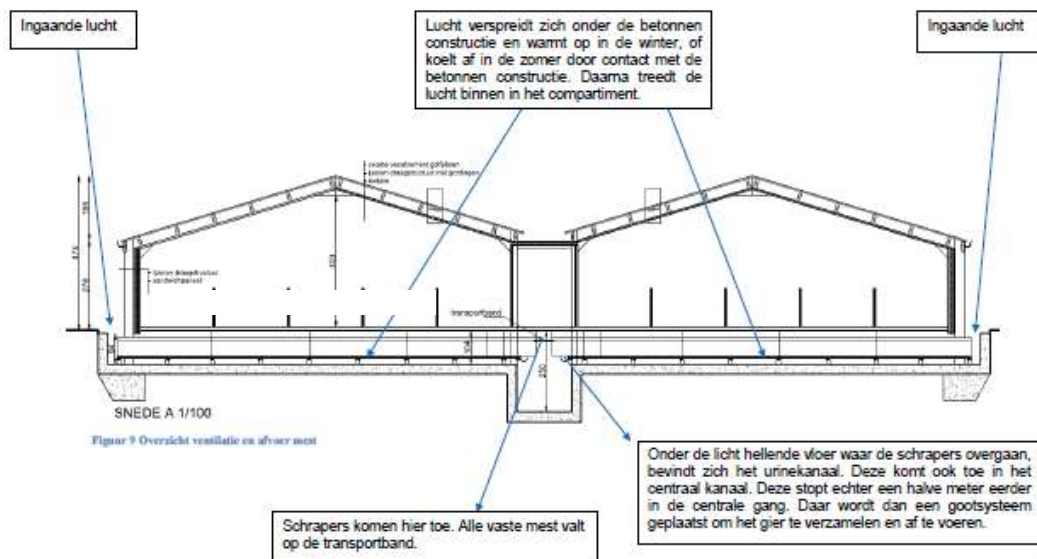 Ingaande lucht
Lucht verspreidt zich onder de betonnen
constructie en warmt op in de winter, of
koelt af in de zomer door contact met de
betonnen constructie. Daarna treedt de
lucht binnen in het compartiment.
Ingaande lucht
transportband
SNEDE A 1/100
Figuur 9 Overzicht ventilatie en afvoer mest
Schrapers komen hier toe. Alle vaste mest valt
op de transportband.
Onder de licht hellende vloer waar de schrapers overgaan,
bevindt zich het urinekanaal. Deze komt ook toe in het
centraal kanaal. Deze stopt echter een halve meter eerder
in de centrale gang. Daar wordt dan een gootsysteem
geplaatst om het gier te verzamelen en af te voeren.